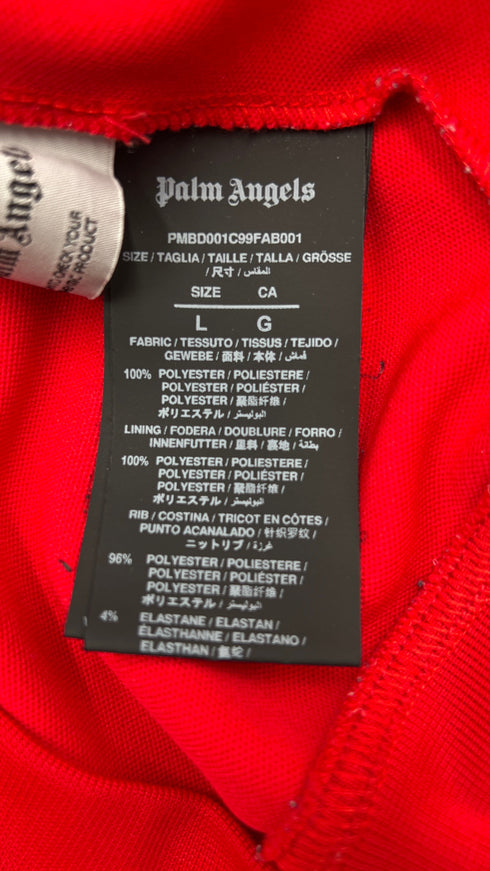 Palm Angels
PMBD001C99FAB001
SIZE / TAGLIA / TAILLE / TALLA / GRÖSSE
/ 尺寸 / المقاس /
SIZE CA
L G
FABRIC / TESSUTO / TISSUS / TEJIDO /
GEWEBE / 面料 / 本体 / قماش /
100% POLYESTER / POLIESTERE /
POLYESTER / POLIÉSTER /
POLYESTER / 聚酯纤维 /
ポリエステル / البوليستر /
LINING / FODERA / DOUBLURE / FORRO /
INNENFUTTER / 里料 / 裏地 / بطانة /
100% POLYESTER / POLIESTERE /
POLYESTER / POLIÉSTER /
POLYESTER / 聚酯纤维 /
ポリエステル / البوليستر /
RIB / COSTINA / TRICOT EN CÔTES /
PUNTO ACANALADO / 针织罗纹 /
ニットリブ / غرزة /
96% POLYESTER / POLIESTERE /
POLYESTER / POLIÉSTER /
POLYESTER / 聚酯纤维 /
ポリエステル / البوليستر /
4% ELASTANE / ELASTAN /
ÉLASTHANNE / ELASTANO /
ELASTHAN /
Angel
CHECK YOUR
PRODUCT